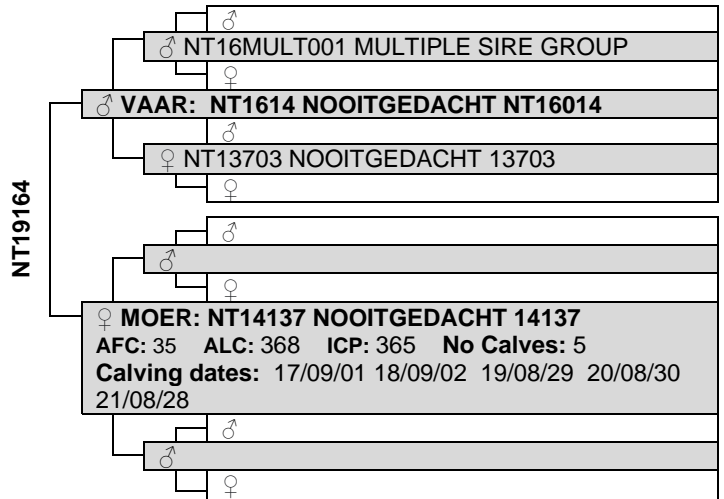 ♂
♂ NT16MULT001 MULTIPLE SIRE GROUP
♀
♂ VAAR: NT1614 NOOITGEDACHT NT16014
♂
♀ NT13703 NOOITGEDACHT 13703
♀
NT19164
♂
♂
♀
♀ MOER: NT14137 NOOITGEDACHT 14137
AFC: 35 ALC: 368 ICP: 365 No Calves: 5
Calving dates: 17/09/01 18/09/02 19/08/29 20/08/30
21/08/28
♂
♂
♀